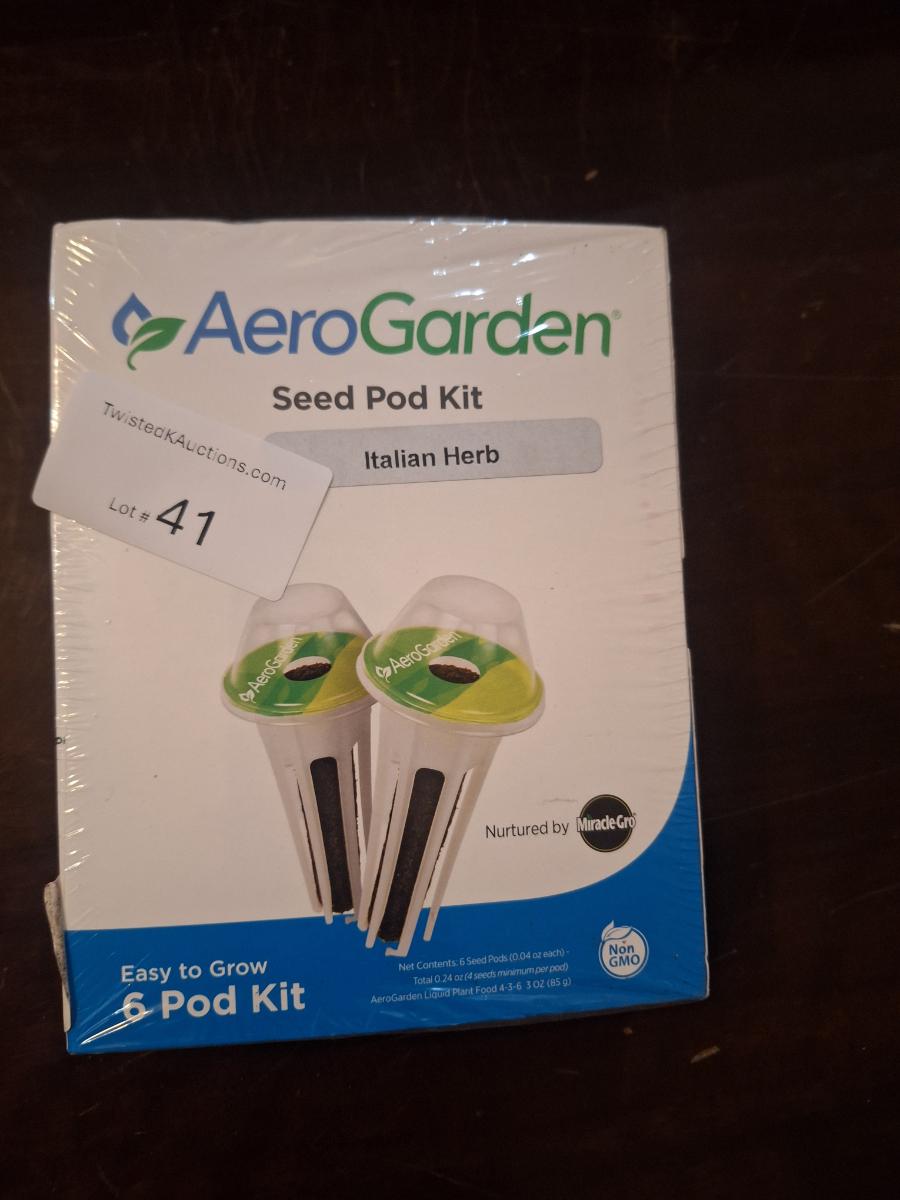 AeroGarden®
Seed Pod Kit
Italian Herb
TwistedKAuctions.com
Lot # 41
AeroGarden
AeroGarden
Nurtured by Miracle-Gro
Easy to Grow
6 Pod Kit
Net Contents: 6 Seed Pods (0.04 oz each) -
Total 0.24 oz (4 seeds minimum per pod)
AeroGarden Liquid Plant Food 4-3-6 3 OZ (85 g)
Non
GMO